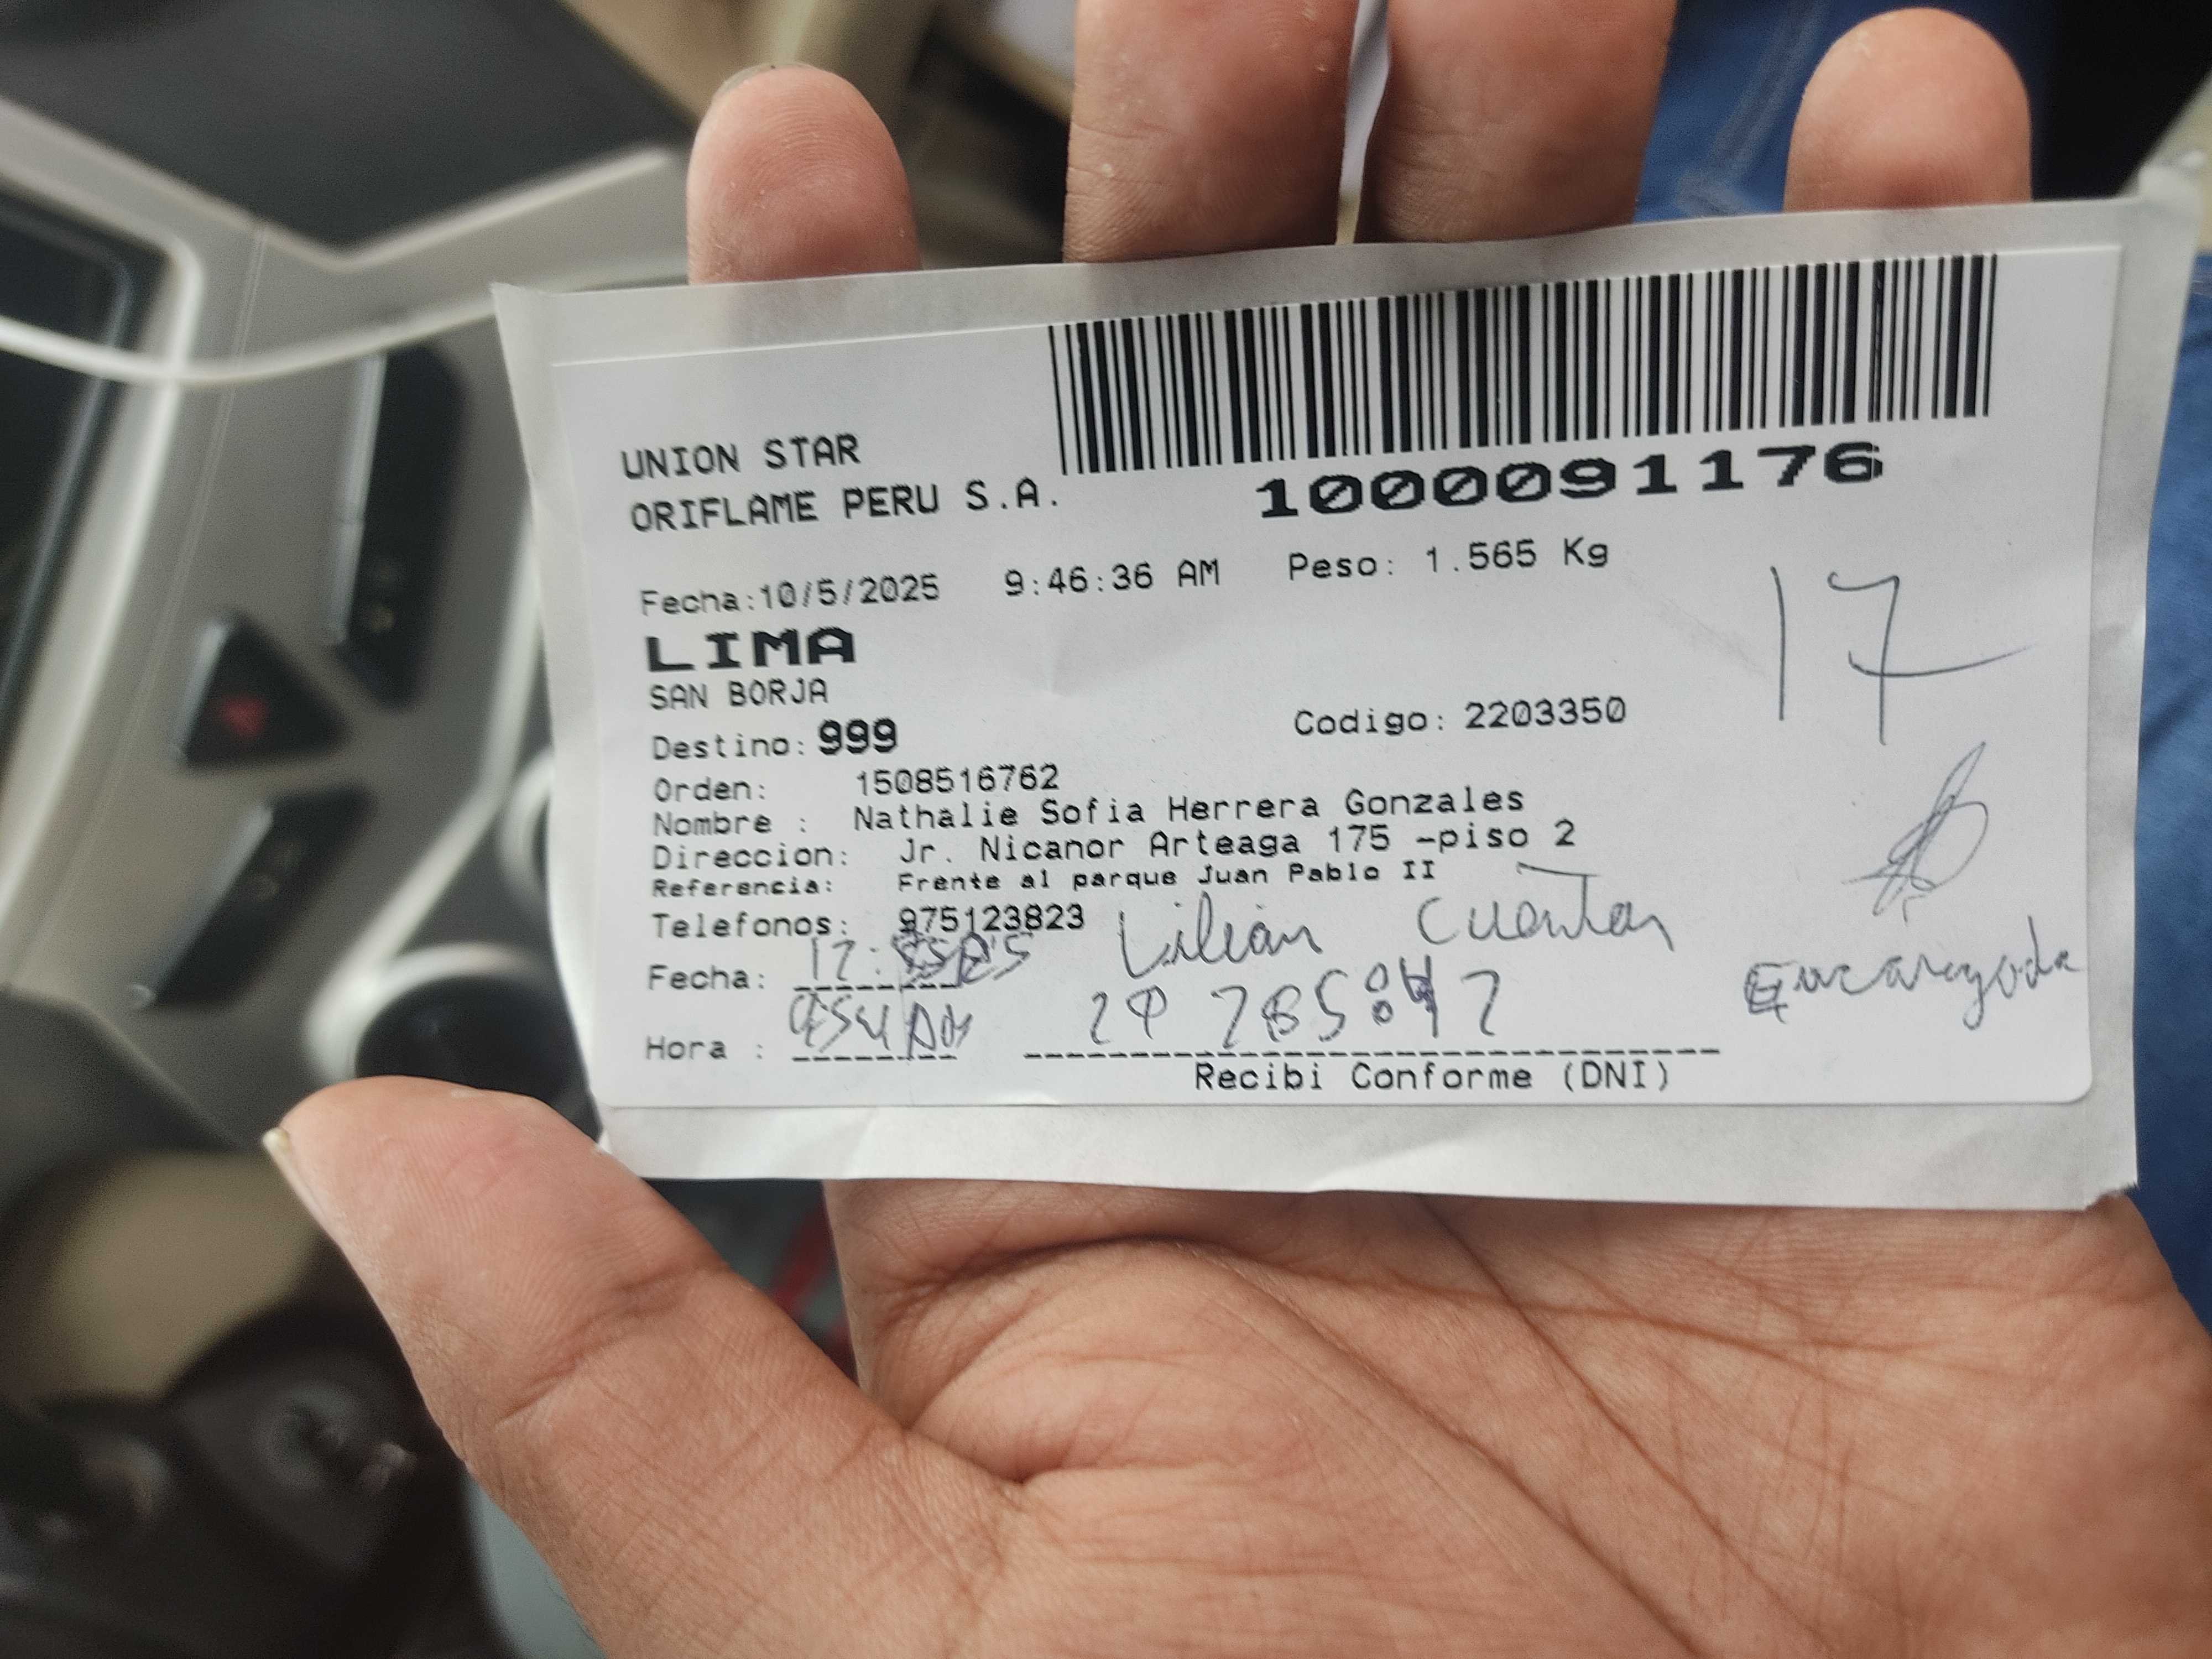 UNION STAR
ORIFLAME PERU S.A.
1000091176
Fecha:10/5/2025 9:46:36 AM Peso: 1.565 Kg
LIMA
17
SAN BORJA
Destino: 999 Codigo: 2203350
Orden: 1508516762
Nombre : Nathalie Sofia Herrera Gonzales
Direccion: Jr. Nicanor Arteaga 175 -piso 2
Referencia: Frente al parque Juan Pablo II
Telefonos: 975123823 Lilian
Fecha: Encargada
Hora :
Recibi Conforme (DNI)